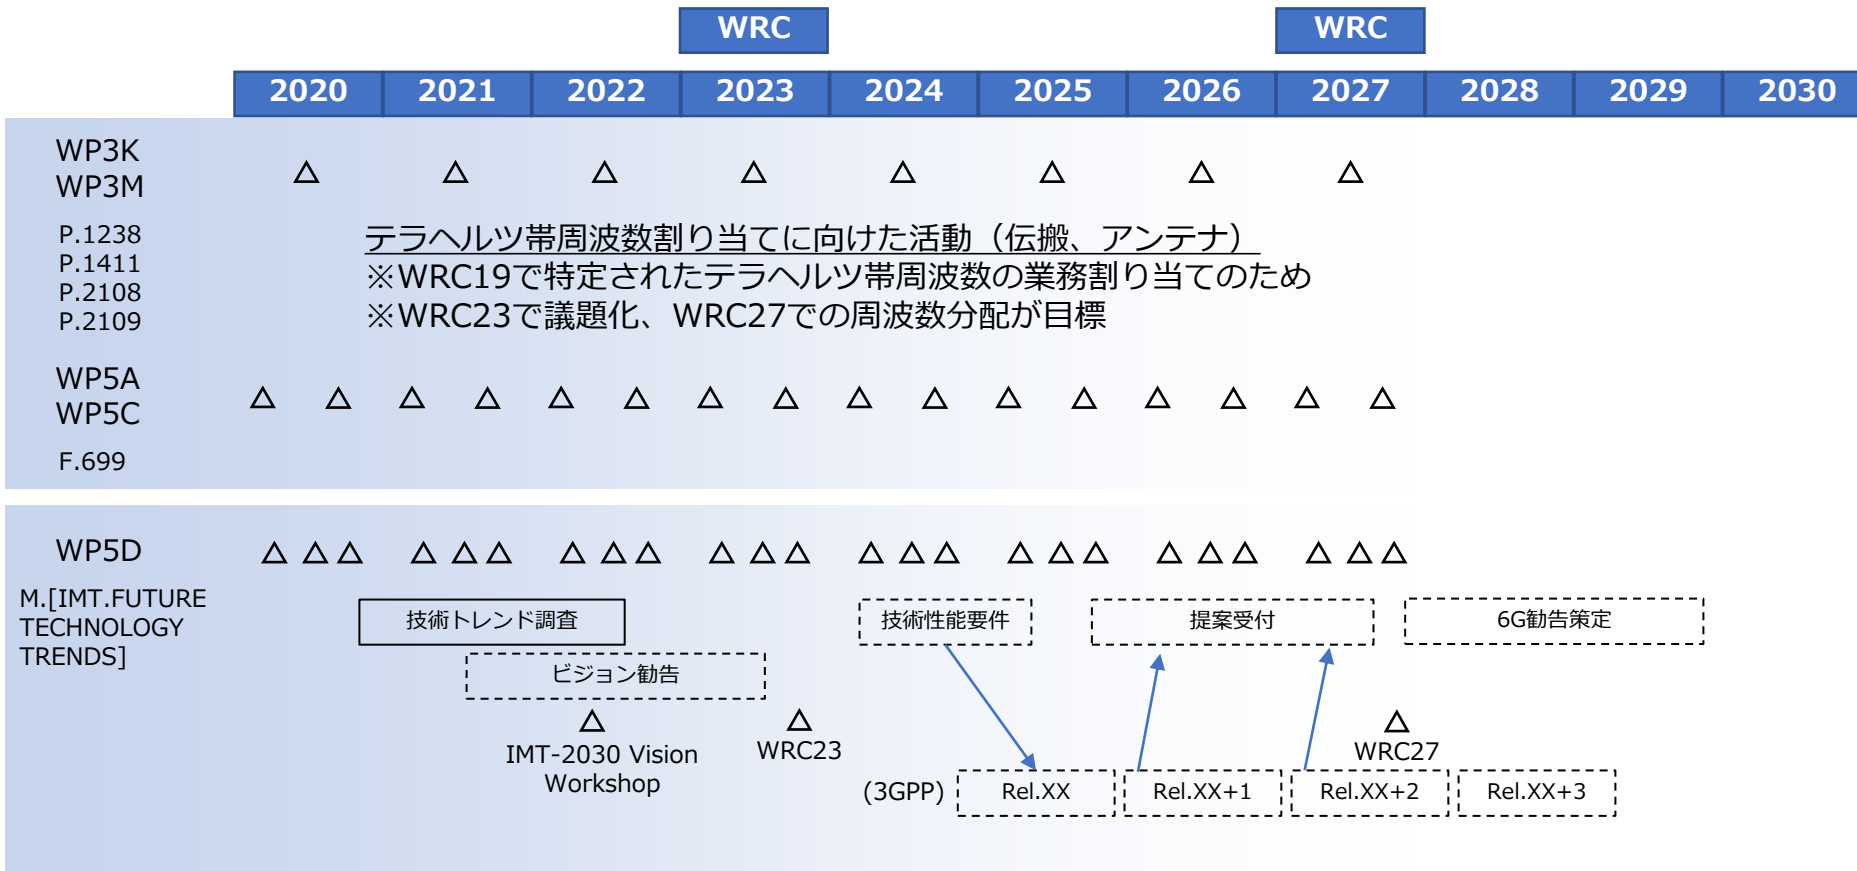 WRC
WRC
2020
2021
2022
2023
2024
2025
2026
2027
2028
2029
2030
WP3K
WP3M
P.1238
P.1411
P.2108
P.2109
テラヘルツ帯周波数割り当てに向けた活動（伝搬、アンテナ）
※WRC19で特定されたテラヘルツ帯周波数の業務割り当てのため
※WRC23で議題化、WRC27での周波数分配が目標
WP5A
WP5C
F.699
WP5D
M.[IMT.FUTURE
TECHNOLOGY
TRENDS]
技術トレンド調査
技術性能要件
提案受付
6G勧告策定
ビジョン勧告
IMT-2030 Vision
Workshop
WRC23
WRC27
(3GPP)
Rel.XX
Rel.XX+1
Rel.XX+2
Rel.XX+3